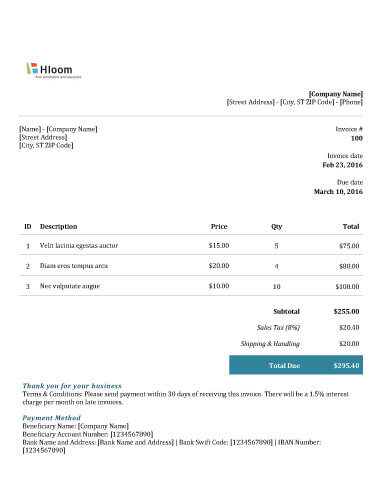 Hloom
[Company Name]
[Street Address] - [City, ST ZIP Code] - [Phone]
[Name] - [Company Name]
[Street Address]
[City, ST ZIP Code]
Invoice #
100
Invoice date
Feb 23, 2016
Due date
March 10, 2016
ID Description Price Qty Total
1 Velit lacinia egestas auctor $15.00 5 $75.00
2 Diam eros tempus arcu $20.00 4 $80.00
3 Nec vulputate augue $10.00 10 $100.00
Subtotal $255.00
Sales Tax (8%) $20.40
Shipping & Handling $20.00
Total Due $295.40
Thank you for your business
Terms & Conditions: Please send payment within 30 days of receiving this invoice. There will be a 1.5% interest
charge per month on late invoices.
Payment Method
Beneficiary Name: [Company Name]
Beneficiary Account Number: [1234567890]
Bank Name and Address: [Bank Name and Address] | Bank Swift Code: [1234567890] | IBAN Number:
[1234567890]